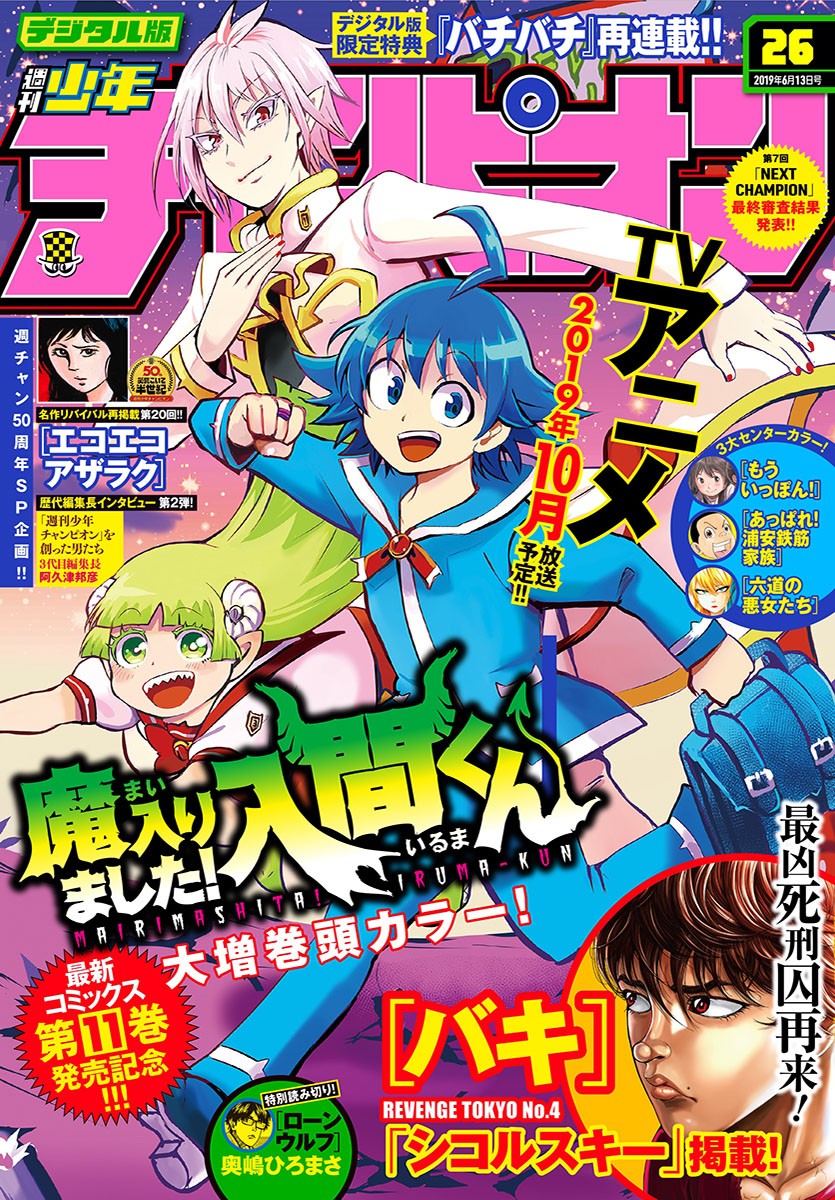 デジタル版
デジタル版
限定特典
『バチバチ』再連載!!
26
2019年6月13日号
週刊
少年
チャンピオン
第7回
「NEXT
CHAMPION」
最終審査結果
発表!!
TVアニメ
2019年10月
放送
予定!!
週チャン50周年SP企画!!
50th
名作リバイバル再掲載 第20回!!
[エコエコ
アザラク]
歴代編集長インタビュー 第2弾!
「週刊少年
チャンピオン」を
創った男たち
3代目編集長
阿久津邦彦
3大センターカラー!
[もう
いっぽん!]
[あっぱれ!
浦安鉄筋
家族]
[六道の
悪女たち]
まい
魔入り
ました!
入間くん
いるま
MAIRIMASHITA! IRUMA-KUN
大増巻頭カラー!
最新
コミックス
第11巻
発売記念
!!!
特別読み切り!
[ローン
ウルフ]
奥嶋ひろまさ
最凶死刑囚再来!
[バキ]
REVENGE TOKYO No.4
「シコルスキー」掲載!